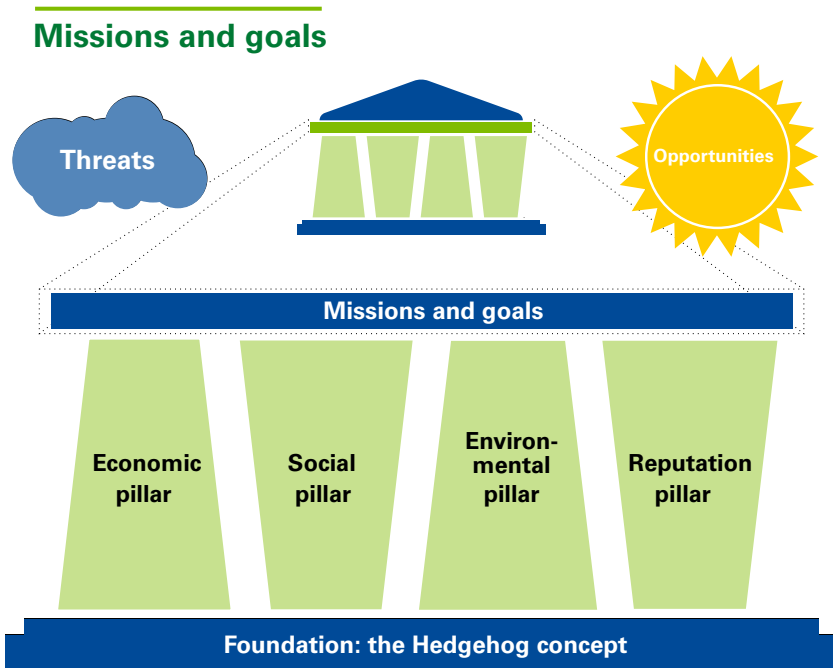 Missions and goals
Threats
Opportunities
Missions and goals
Economic
pillar
Social
pillar
Environ-
mental
pillar
Reputation
pillar
Foundation: the Hedgehog concept